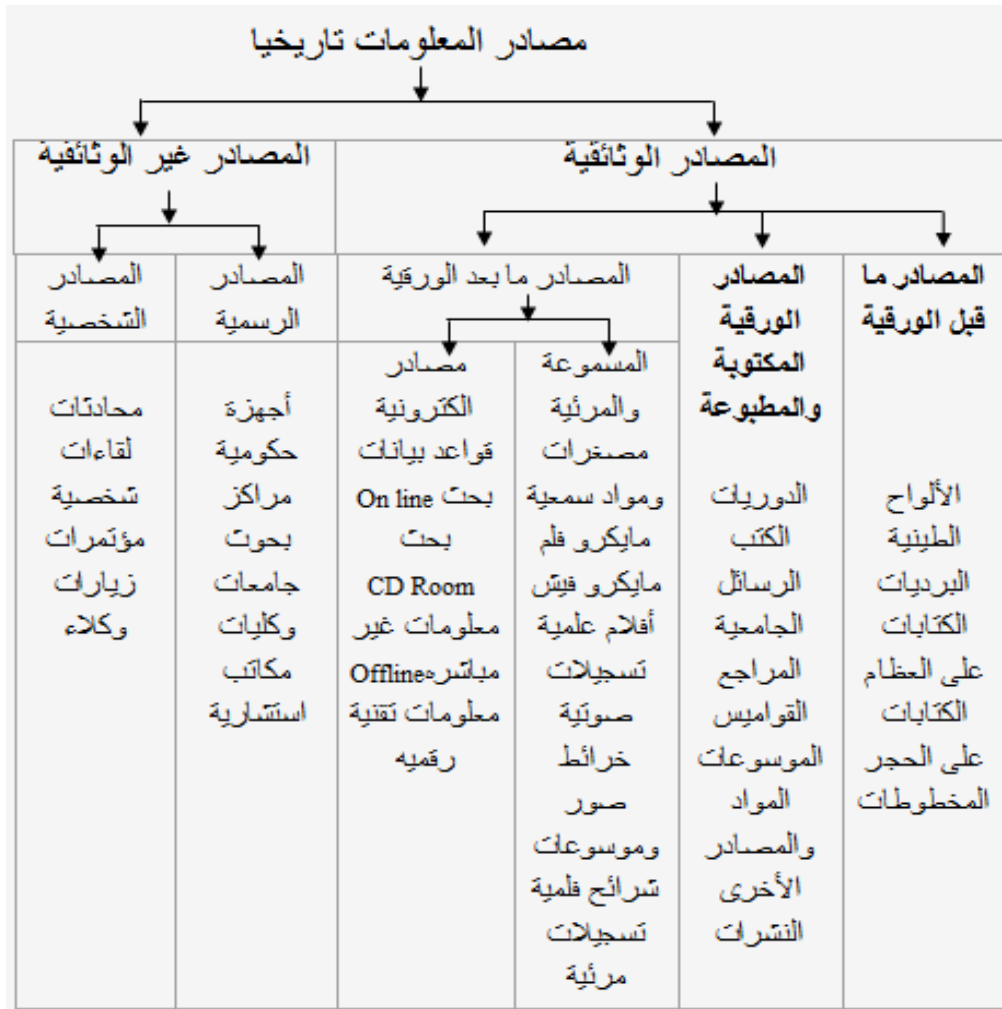 مصادر المعلومات تاريخيا
المصادر الوثائقية
المصادر غير الوثائقية
المصادر ما
قبل الورقية
الألواح
الطينية
البرديات
الكتابات
على العظام
الكتابات
على الحجر
المخطوطات
المصادر
الورقية
المكتوبة
والمطبوعة
الدوريات
الكتب
الرسائل
الجامعية
المراجع
القواميس
الموسوعات
المواد
والمصادر
الأخرى
النشرات
المصادر ما بعد الورقية
المسموعة
والمرئية
مصغرات
ومواد سمعية
مايكرو فلم
مايكرو فيش
أفلام علمية
تسجيلات
صوتية
خرائط
صور
وموسوعات
شرائح فلمية
تسجيلات
مرئية
مصادر
الكترونية
قواعد بيانات
بحث On line
بحث
CD Room
معلومات غير
مباشره Offline
معلومات تقنية
رقميه
المصادر
الرسمية
أجهزة
حكومية
مراكز
بحوث
جامعات
وكليات
مكاتب
استشارية
المصادر
الشخصية
محادثات
لقاءات
شخصية
مؤتمرات
زيارات
وكلاء